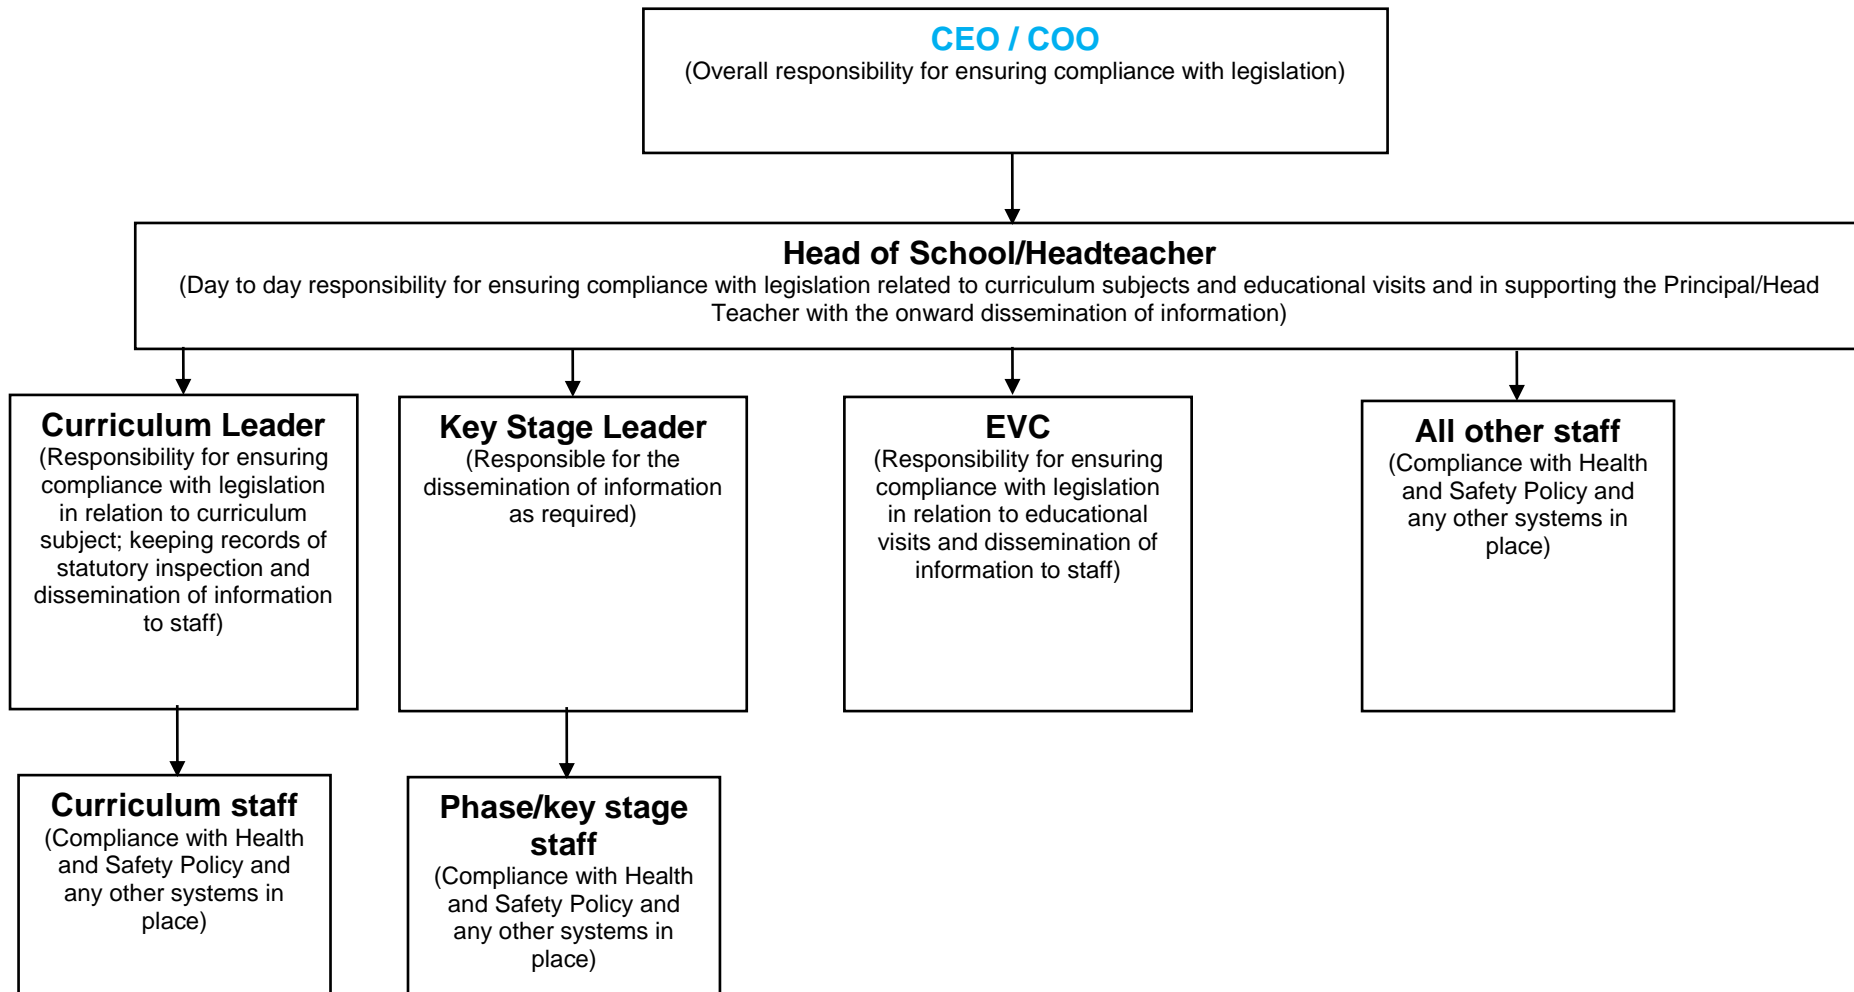 CEO / COO
(Overall responsibility for ensuring compliance with legislation)
Head of School/Headteacher
(Day to day responsibility for ensuring compliance with legislation related to curriculum subjects and educational visits and in supporting the Principal/Head
Teacher with the onward dissemination of information)
Curriculum Leader
(Responsibility for ensuring
compliance with legislation
in relation to curriculum
subject; keeping records of
statutory inspection and
dissemination of information
to staff)
Key Stage Leader
(Responsible for the
dissemination of information
as required)
EVC
(Responsibility for ensuring
compliance with legislation
in relation to educational
visits and dissemination of
information to staff)
All other staff
(Compliance with Health
and Safety Policy and
any other systems in
place)
Curriculum staff
(Compliance with Health
and Safety Policy and
any other systems in
place)
Phase/key stage
staff
(Compliance with Health
and Safety Policy and
any other systems in
place)